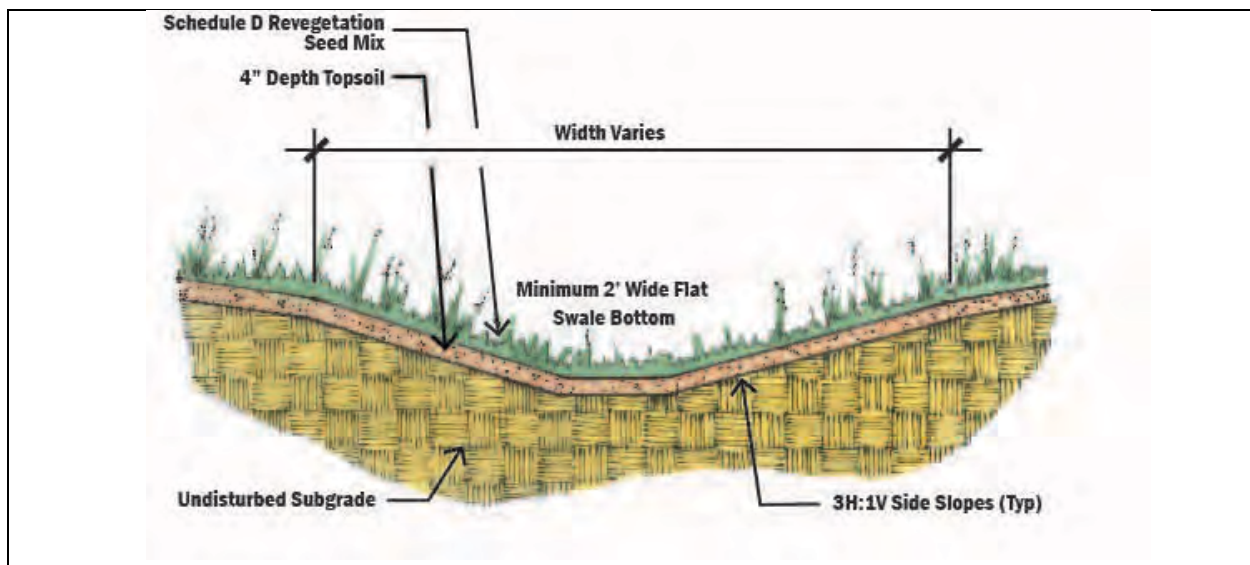 Schedule D Revegetation
Seed Mix
4" Depth Topsoil
Width Varies
Minimum 2' Wide Flat
Swale Bottom
Undisturbed Subgrade
3H:1V Side Slopes (Typ)